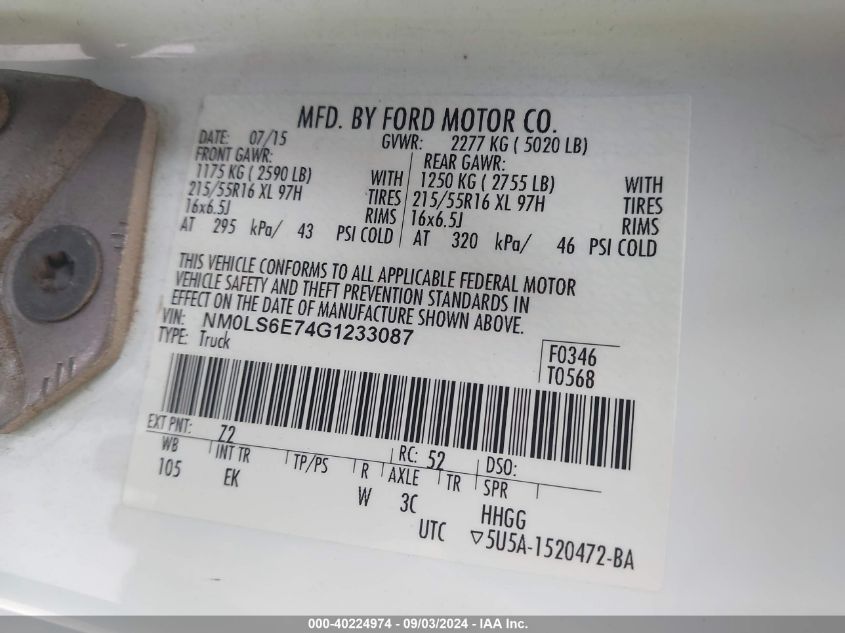 MFD. BY FORD MOTOR CO.
DATE: 07/15 GVWR: 2277 KG ( 5020 LB)
FRONT GAWR: REAR GAWR:
1175 KG ( 2590 LB) WITH 1250 KG ( 2755 LB) WITH
215/55R16 XL 97H TIRES 215/55R16 XL 97H TIRES
16x6.5J RIMS 16x6.5J RIMS
AT 295 kPa/ 43 PSI COLD AT 320 kPa/ 46 PSI COLD
THIS VEHICLE CONFORMS TO ALL APPLICABLE FEDERAL MOTOR
VEHICLE SAFETY AND THEFT PREVENTION STANDARDS IN
EFFECT ON THE DATE OF MANUFACTURE SHOWN ABOVE.
VIN: NM0LS6E74G1233087
TYPE: Truck
F0346
T0568
EXT PNT: Z2 RC: 52 DSO:
WB INT TR TP/PS R AXLE TR SPR
105 EK W 3C HHGG
UTC ▽5U5A-1520472-BA
000-40224974 - 09/03/2024 - IAA Inc.